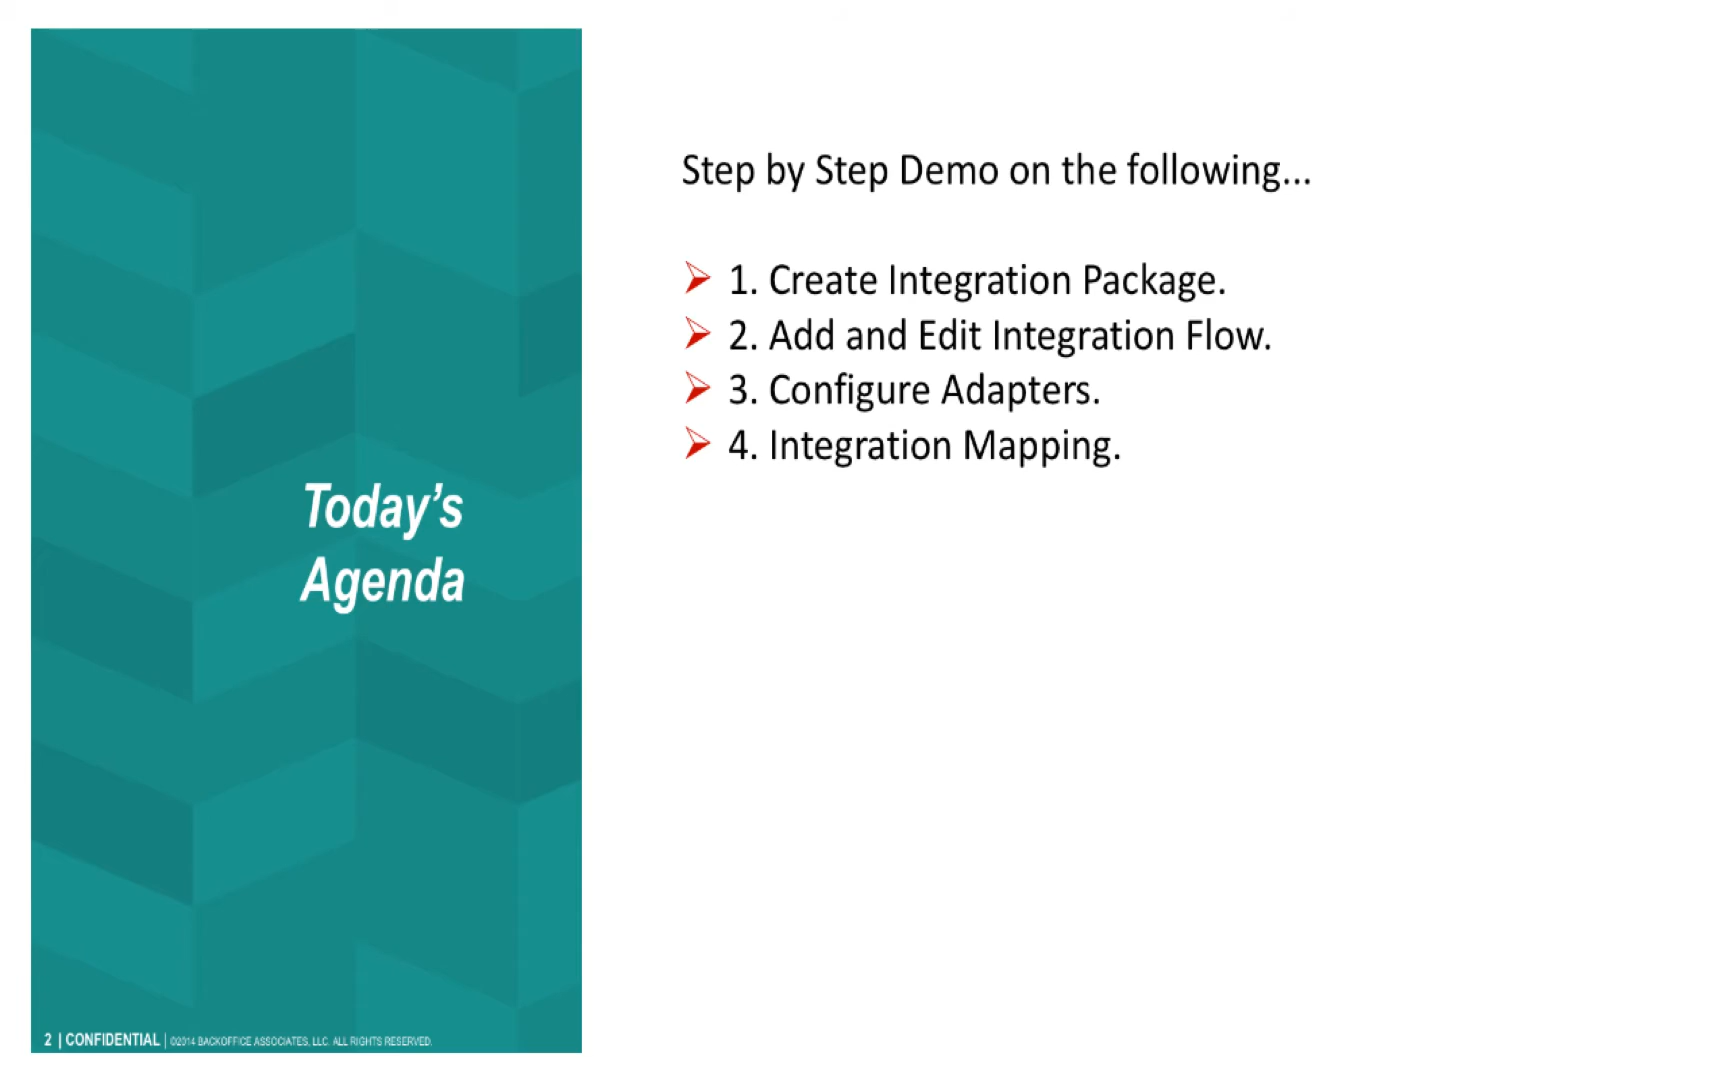 Today's
Agenda
Step by Step Demo on the following...
➢ 1. Create Integration Package.
➢ 2. Add and Edit Integration Flow.
➢ 3. Configure Adapters.
➢ 4. Integration Mapping.
2 | CONFIDENTIAL | ©2014 BACKOFFICE ASSOCIATES, LLC. ALL RIGHTS RESERVED.